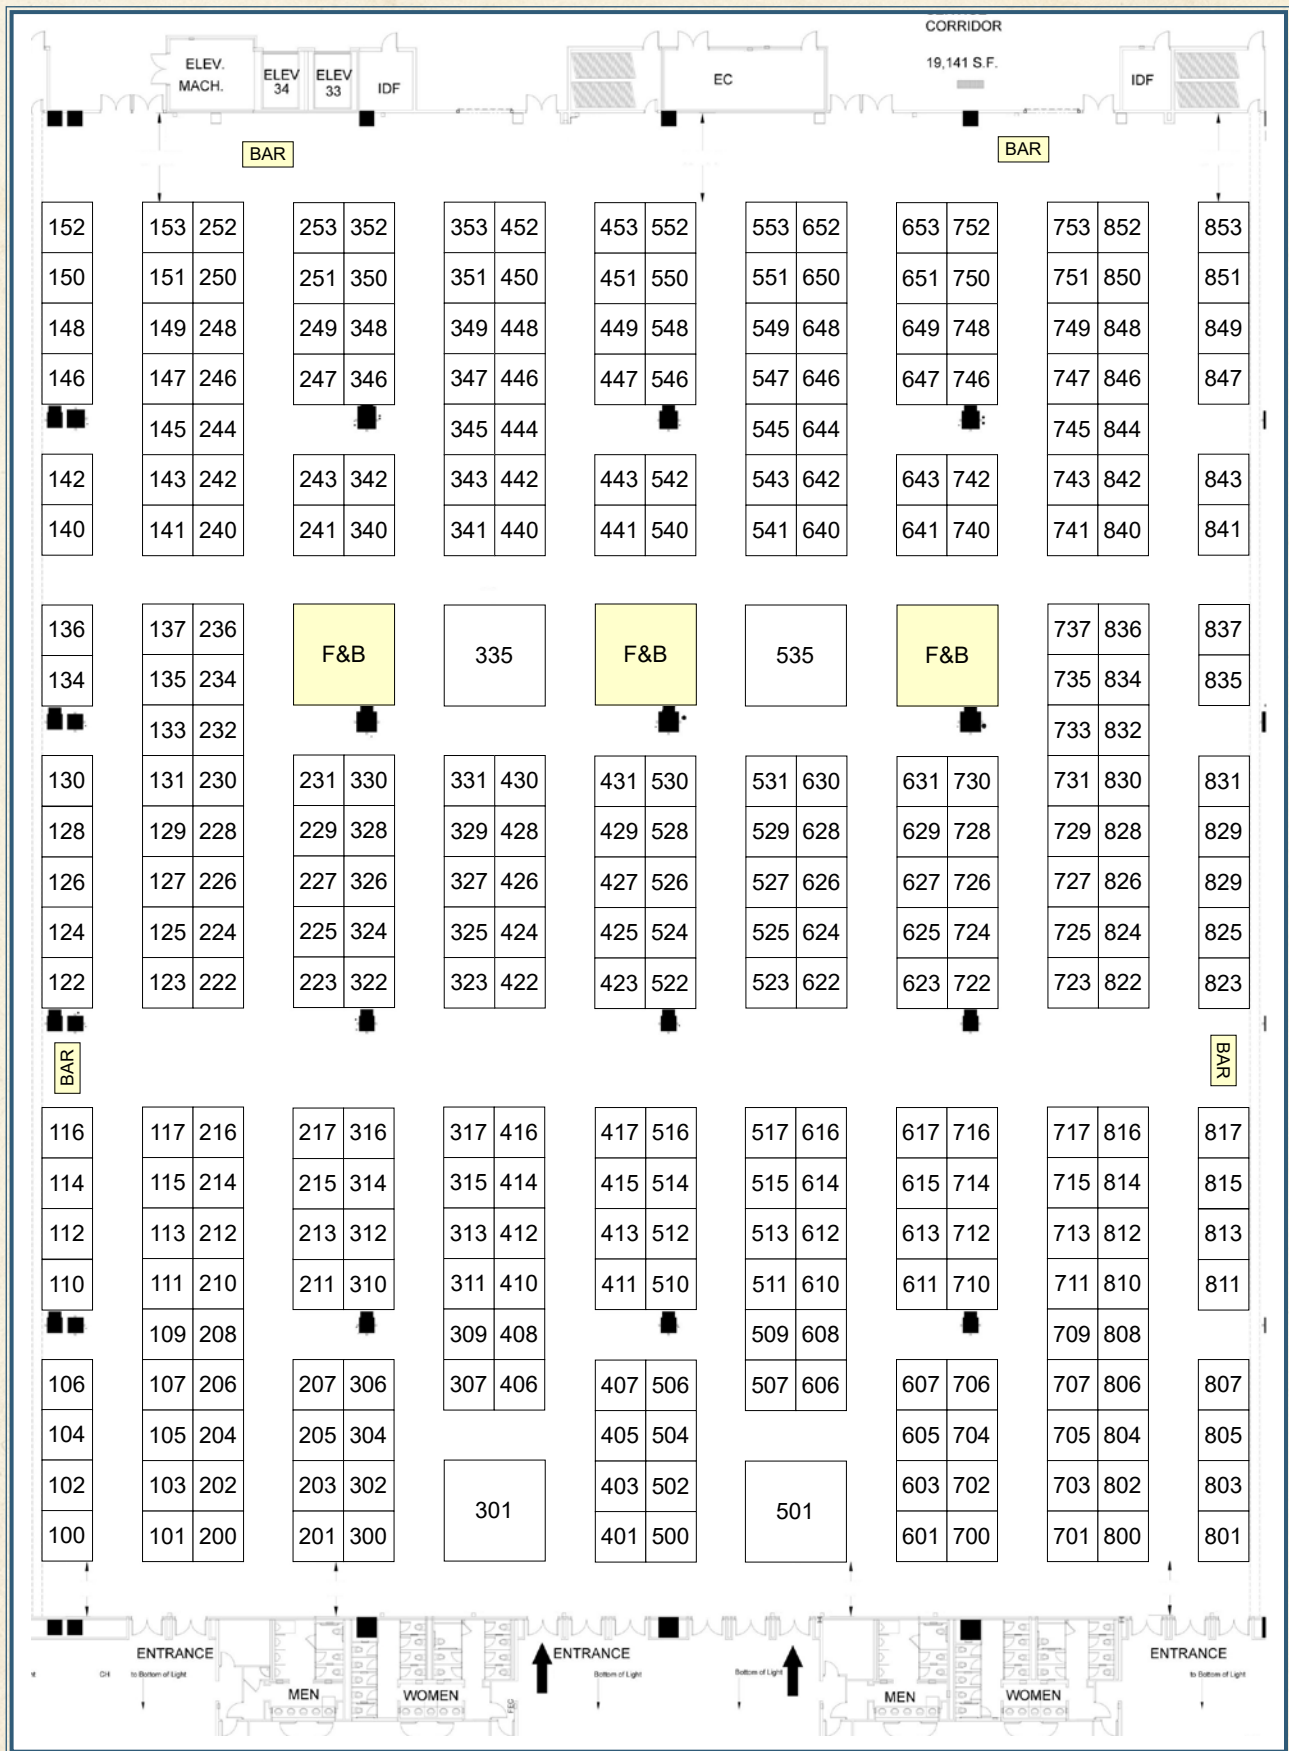 CORRIDOR
19,141 S.F.
ELEV.
MACH.
ELEV
34
ELEV
33
IDF
EC
IDF
BAR
BAR
152 153 252 253 352 353 452 453 552 553 652 653 752 753 852 853
150 151 250 251 350 351 450 451 550 551 650 651 750 751 850 851
148 149 248 249 348 349 448 449 548 549 648 649 748 749 848 849
146 147 246 247 346 347 446 447 546 547 646 647 746 747 846 847
145 244 345 444 545 644 745 844
142 143 242 243 342 343 442 443 542 543 642 643 742 743 842 843
140 141 240 241 340 341 440 441 540 541 640 641 740 741 840 841
136 137 236 737 836 837
F&B 335 F&B 535 F&B
134 135 234 735 834 835
133 232 733 832
130 131 230 231 330 331 430 431 530 531 630 631 730 731 830 831
128 129 228 229 328 329 428 429 528 529 628 629 728 729 828 829
126 127 226 227 326 327 426 427 526 527 626 627 726 727 826 829
124 125 224 225 324 325 424 425 524 525 624 625 724 725 824 825
122 123 222 223 322 323 422 423 522 523 622 623 722 723 822 823
BAR
BAR
116 117 216 217 316 317 416 417 516 517 616 617 716 717 816 817
114 115 214 215 314 315 414 415 514 515 614 615 714 715 814 815
112 113 212 213 312 313 412 413 512 513 612 613 712 713 812 813
110 111 210 211 310 311 410 411 510 511 610 611 710 711 810 811
109 208 309 408 509 608 709 808
106 107 206 207 306 307 406 407 506 507 606 607 706 707 806 807
104 105 204 205 304 405 504 605 704 705 804 805
102 103 202 203 302 403 502 603 702 703 802 803
301 501
100 101 200 201 300 401 500 601 700 701 800 801
ENTRANCE ENTRANCE ENTRANCE
CH to Bottom of Light Bottom of Light Bottom of Light to Bottom of Light
MEN WOMEN MEN WOMEN
FEC